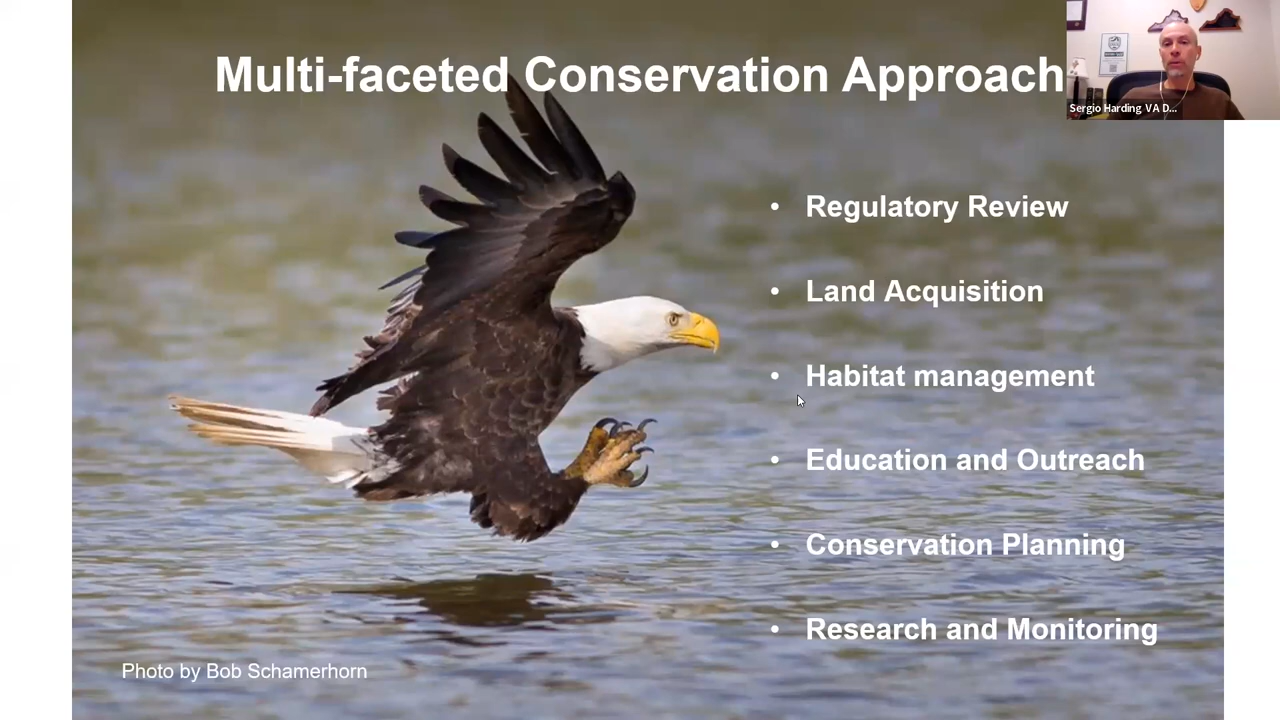 Multi-faceted Conservation Approach
Sergio Harding VA D...
• Regulatory Review
• Land Acquisition
• Habitat management
• Education and Outreach
• Conservation Planning
• Research and Monitoring
Photo by Bob Schamerhorn